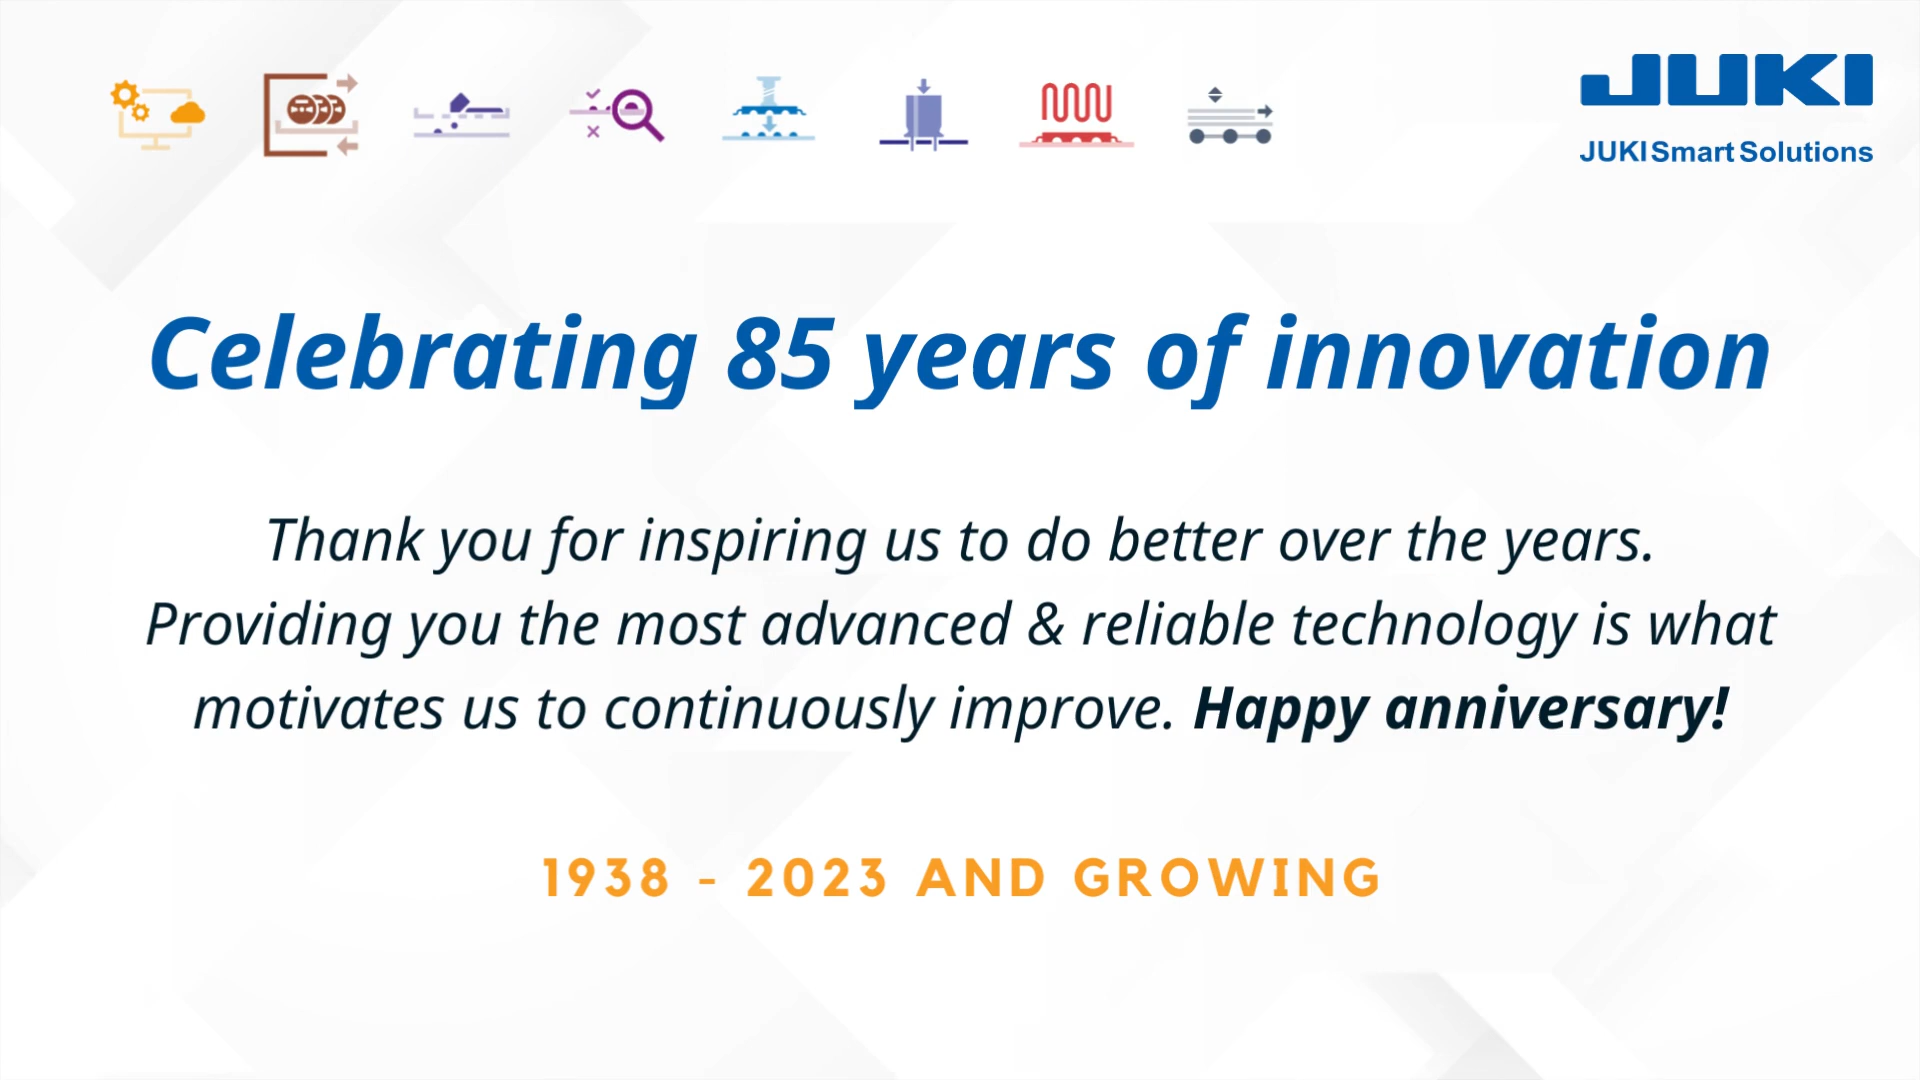 JUKI
JUKI Smart Solutions
Celebrating 85 years of innovation
Thank you for inspiring us to do better over the years.
Providing you the most advanced & reliable technology is what
motivates us to continuously improve. Happy anniversary!
1938 - 2023 AND GROWING